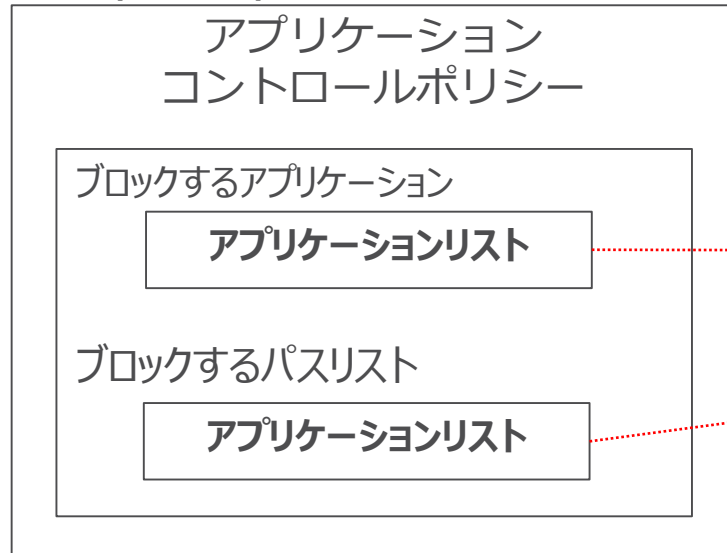 アプリケーション
コントロールポリシー
ブロックするアプリケーション
アプリケーションリスト
ブロックするパスリスト
アプリケーションリスト